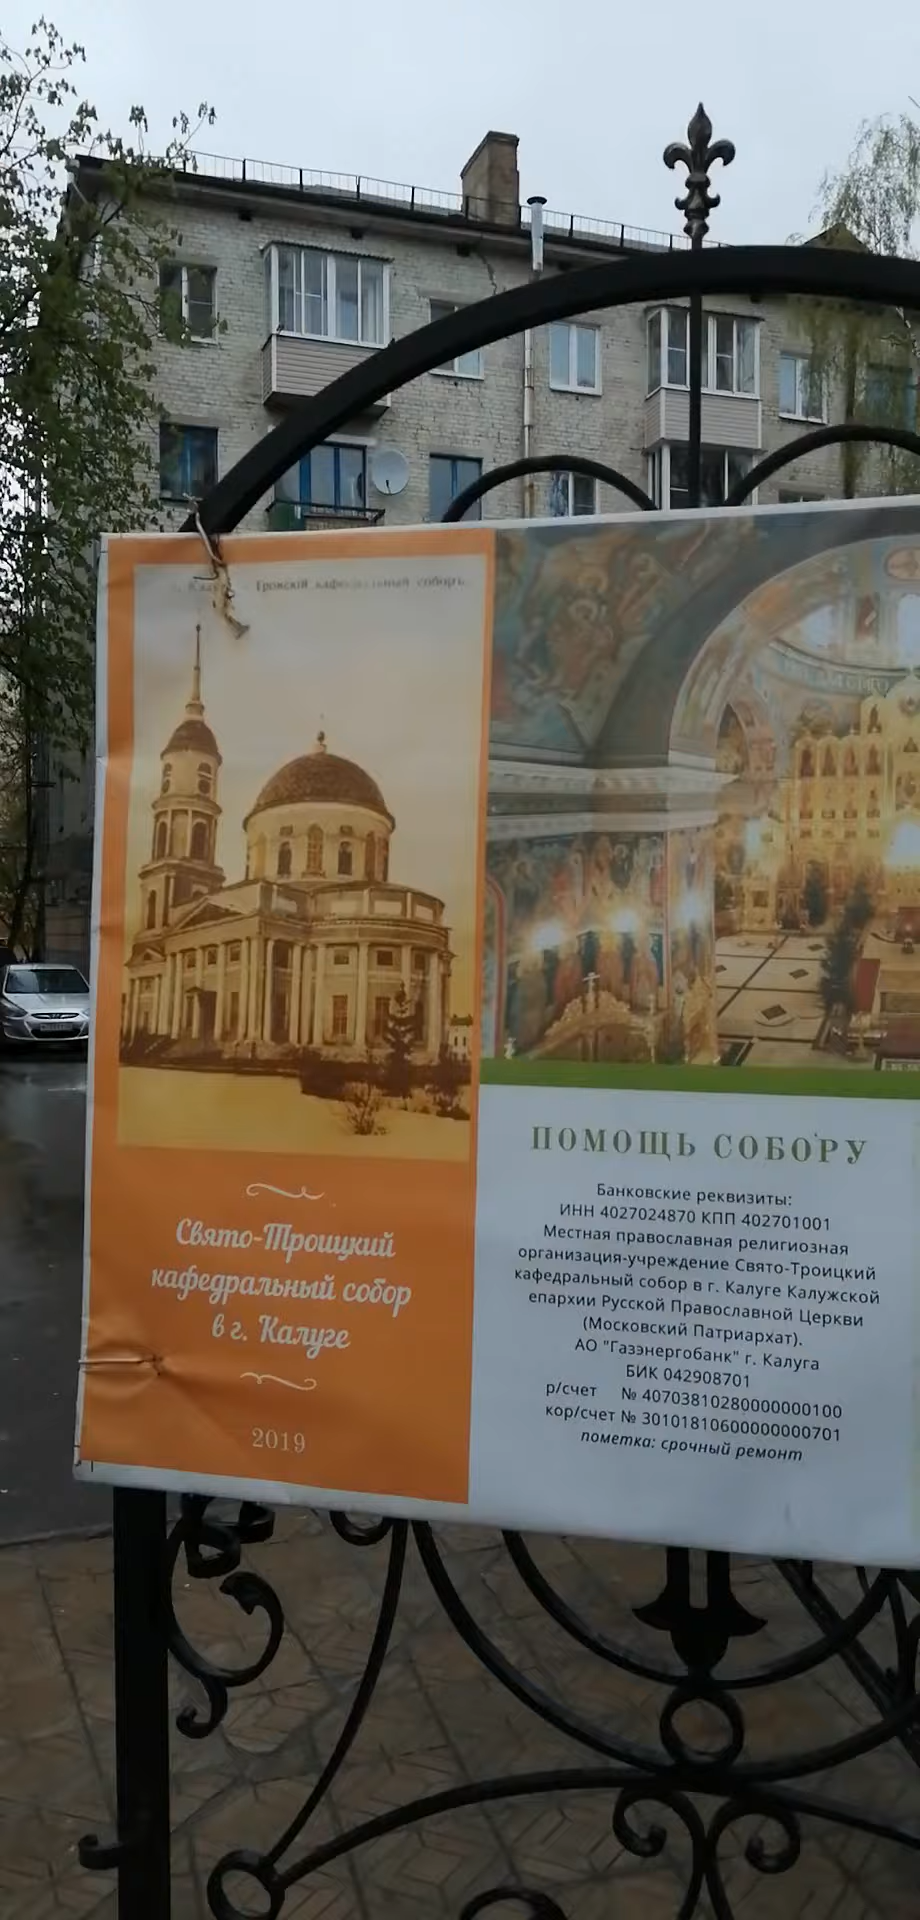 кафедральный соборъ
Свято-Троицкий
кафедральный собор
в г. Калуге
2019
ПОМОЩЬ СОБОРУ
Банковские реквизиты:
ИНН 4027024870 КПП 402701001
Местная православная религиозная
организация-учреждение Свято-Троицкий
кафедральный собор в г. Калуге Калужской
епархии Русской Православной Церкви
(Московский Патриархат).
АО "Газэнергобанк" г. Калуга
БИК 042908701
р/счет № 40703810280000000100
кор/счет № 30101810600000000701
пометка: срочный ремонт